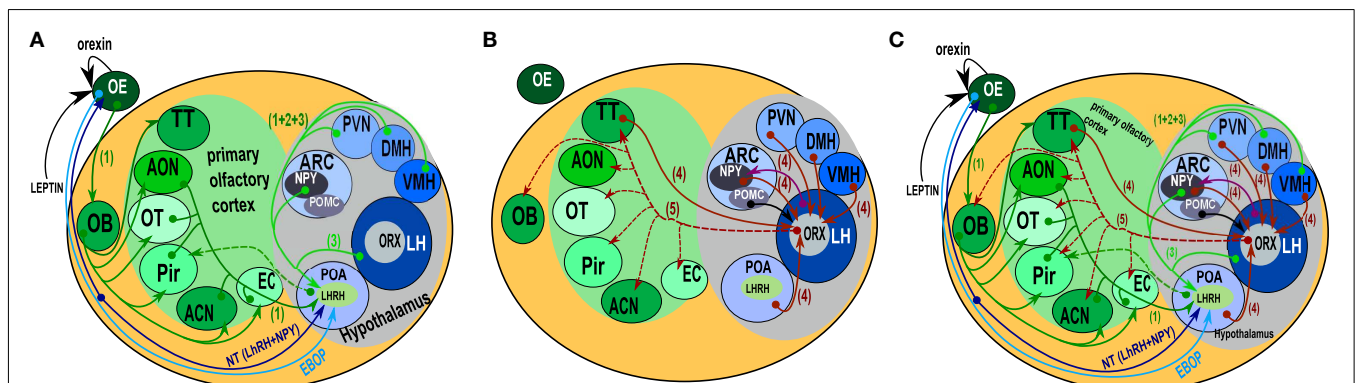 A
orexin
OE
LEPTIN
(1)
OB
TT
AON
OT
Pir
ACN
EC
(1)
primary
olfactory
cortex
(1+2+3)
PVN
DMH
VMH
ARC
NPY
POMC
ORX
LH
(3)
POA
LHRH
Hypothalamus
NT (LhRH+NPY)
EBOP
B
OE
OB
TT
AON
OT
Pir
ACN
EC
(4)
(5)
PVN
DMH
VMH
ARC
NPY
POMC
(4)
(4)
(4)
(4)
ORX
LH
POA
LHRH
(4)
C
orexin
OE
LEPTIN
(1)
OB
TT
AON
OT
Pir
ACN
EC
(1)
primary olfactory
cortex
(1+2+3)
(4)
(5)
PVN
DMH
VMH
ARC
NPY
POMC
(4)
(4)
(4)
(4)
ORX
LH
(3)
POA
LHRH
(4)
Hypothalamus
NT (LhRH+NPY)
EBOP